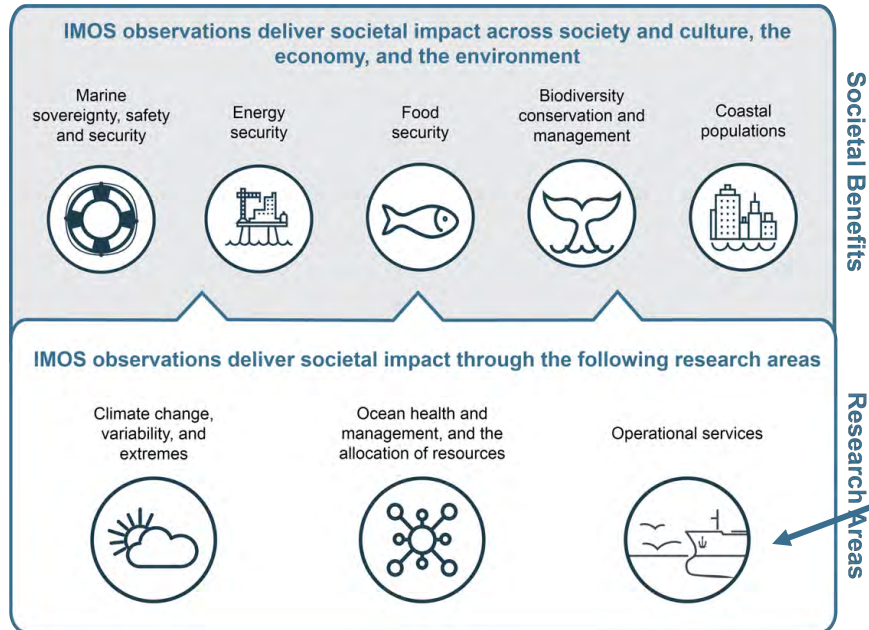 IMOS observations deliver societal impact across society and culture, the
economy, and the environment
Marine
sovereignty, safety
and security
Energy
security
Food
security
Biodiversity
conservation and
management
Coastal
populations
Societal Benefits
IMOS observations deliver societal impact through the following research areas
Climate change,
variability, and
extremes
Ocean health and
management, and the
allocation of resources
Operational services
Research Areas